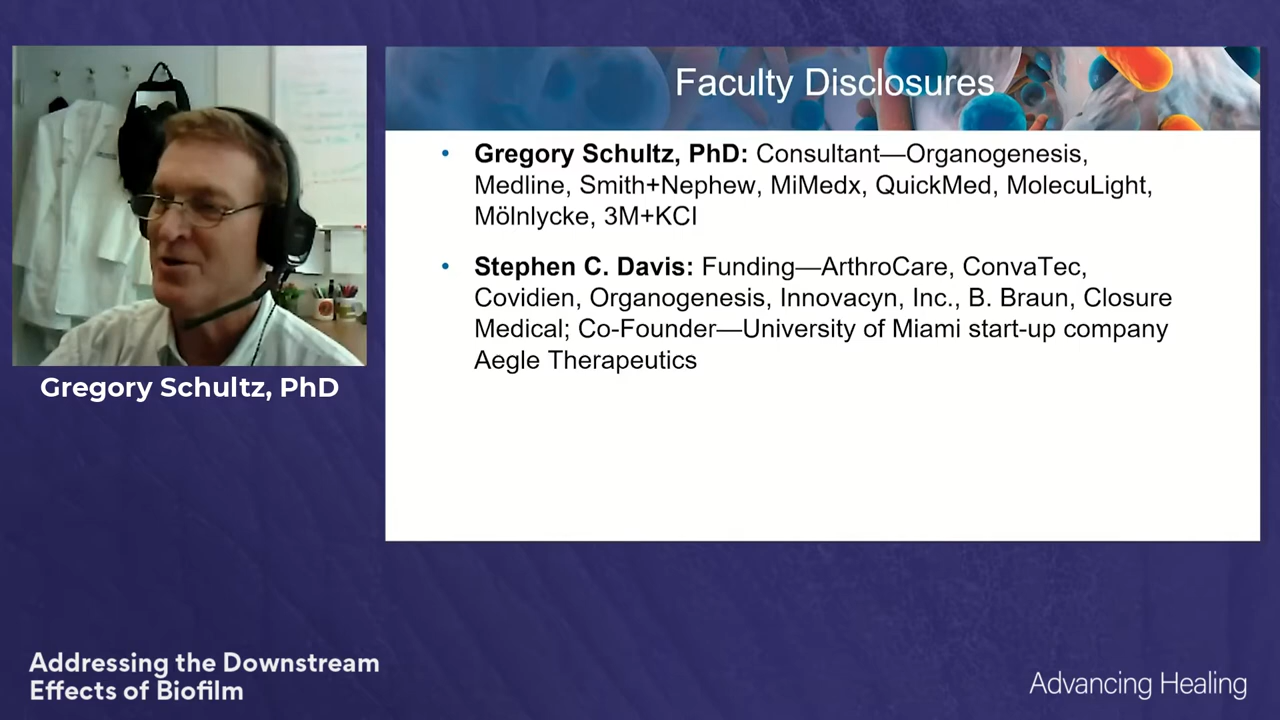 Faculty Disclosures
• Gregory Schultz, PhD: Consultant—Organogenesis,
Medline, Smith+Nephew, MiMedx, QuickMed, MolecuLight,
Mölnlycke, 3M+KCI
• Stephen C. Davis: Funding—ArthroCare, ConvaTec,
Covidien, Organogenesis, Innovacyn, Inc., B. Braun, Closure
Medical; Co-Founder—University of Miami start-up company
Aegle Therapeutics
Gregory Schultz, PhD
Addressing the Downstream
Effects of Biofilm
Advancing Healing